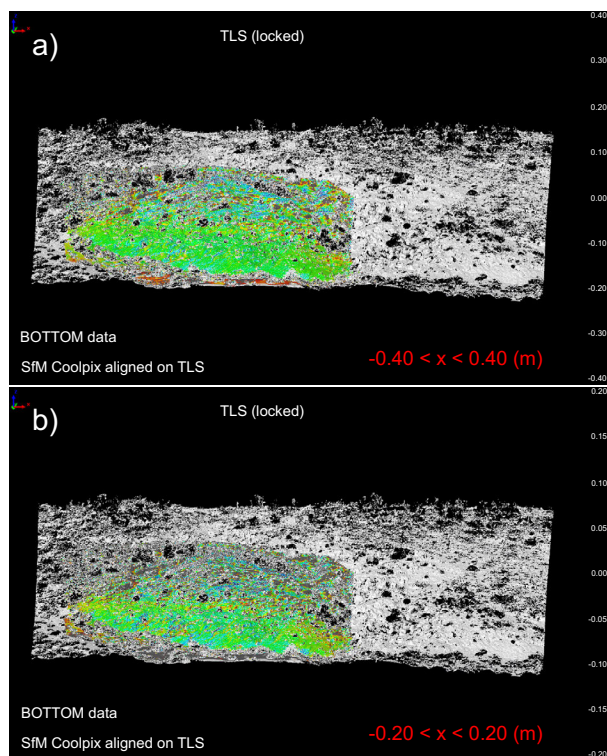 TLS (locked)
a)
0.40
0.30
0.20
0.10
0.00
-0.10
-0.20
-0.30
-0.40
BOTTOM data
SfM Coolpix aligned on TLS
-0.40 < x < 0.40 (m)
TLS (locked)
b)
0.20
0.15
0.10
0.05
0.00
-0.05
-0.10
-0.15
-0.20
BOTTOM data
SfM Coolpix aligned on TLS
-0.20 < x < 0.20 (m)